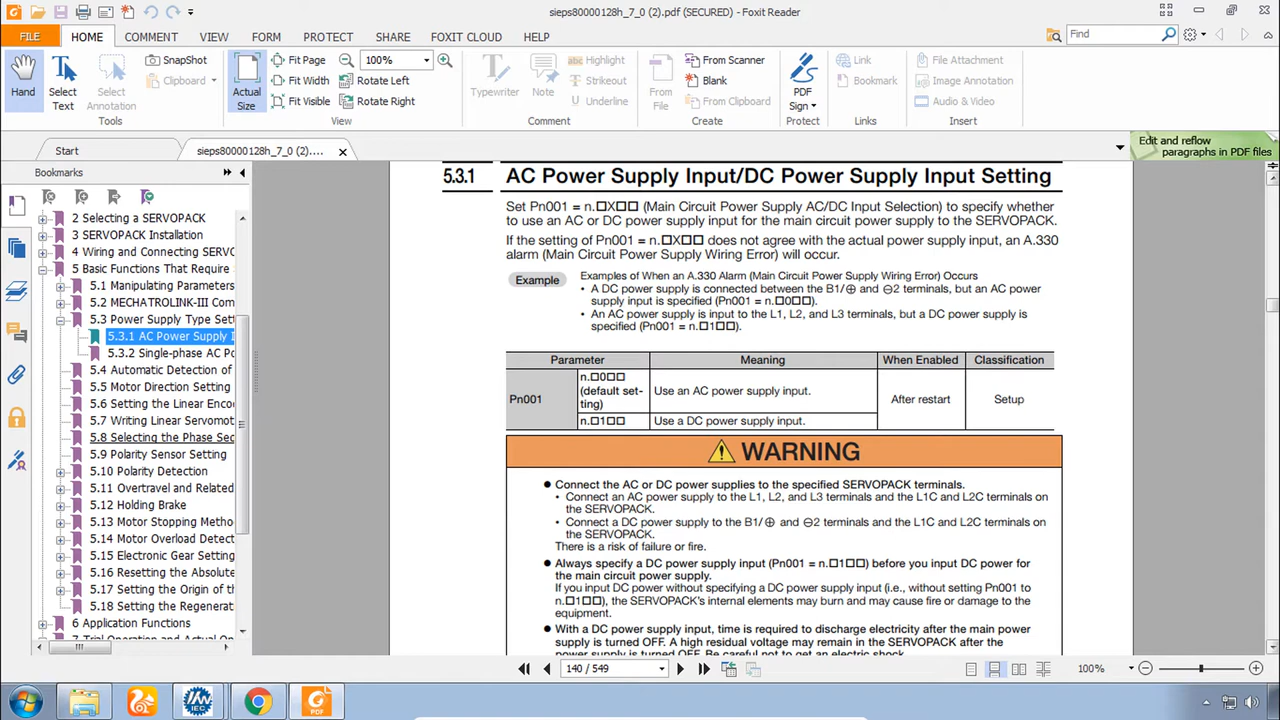 sieps80000128h_7_0 (2).pdf (SECURED) - Foxit Reader
FILE
HOME
COMMENT
VIEW
FORM
PROTECT
SHARE
FOXIT CLOUD
HELP
Find
Hand
Select
Text
Select
Annotation
SnapShot
Clipboard
Tools
Actual
Size
Fit Page
Fit Width
Fit Visible
100%
Rotate Left
Rotate Right
View
Typewriter
Note
Highlight
Strikeout
Underline
Comment
From
File
From Scanner
Blank
From Clipboard
Create
PDF
Sign
Protect
Link
Bookmark
Links
File Attachment
Image Annotation
Audio & Video
Insert
Start
sieps80000128h_7_0 (2)....
Edit and reflow
paragraphs in PDF files
Bookmarks
2 Selecting a SERVOPACK
3 SERVOPACK Installation
4 Wiring and Connecting SERVO
5 Basic Functions That Require
5.1 Manipulating Parameters
5.2 MECHATROLINK-III Com
5.3 Power Supply Type Sett
5.3.1 AC Power Supply I
5.3.2 Single-phase AC Po
5.4 Automatic Detection of
5.5 Motor Direction Setting
5.6 Setting the Linear Enco
5.7 Writing Linear Servomot
5.8 Selecting the Phase Seq
5.9 Polarity Sensor Setting
5.10 Polarity Detection
5.11 Overtravel and Related
5.12 Holding Brake
5.13 Motor Stopping Metho
5.14 Motor Overload Detect
5.15 Electronic Gear Setting
5.16 Resetting the Absolute
5.17 Setting the Origin of th
5.18 Setting the Regenerat
6 Application Functions
7 Trial Operation and Actual Op
5.3.1 AC Power Supply Input/DC Power Supply Input Setting
Set Pn001 = n.□X□□ (Main Circuit Power Supply AC/DC Input Selection) to specify whether
to use an AC or DC power supply input for the main circuit power supply to the SERVOPACK.
If the setting of Pn001 = n.□X□□ does not agree with the actual power supply input, an A.330
alarm (Main Circuit Power Supply Wiring Error) will occur.
Example
Examples of When an A.330 Alarm (Main Circuit Power Supply Wiring Error) Occurs
• A DC power supply is connected between the B1/⊕ and ⊖2 terminals, but an AC power
supply input is specified (Pn001 = n.□0□□).
• An AC power supply is input to the L1, L2, and L3 terminals, but a DC power supply is
specified (Pn001 = n.□1□□).
Parameter
Meaning
When Enabled
Classification
Pn001
n.□0□□
(default set-
ting)
Use an AC power supply input.
After restart
Setup
n.□1□□
Use a DC power supply input.
WARNING
● Connect the AC or DC power supplies to the specified SERVOPACK terminals.
• Connect an AC power supply to the L1, L2, and L3 terminals and the L1C and L2C terminals on
the SERVOPACK.
• Connect a DC power supply to the B1/⊕ and ⊖2 terminals and the L1C and L2C terminals on
the SERVOPACK.
There is a risk of failure or fire.
● Always specify a DC power supply input (Pn001 = n.□1□□) before you input DC power for
the main circuit power supply.
If you input DC power without specifying a DC power supply input (i.e., without setting Pn001 to
n.□1□□), the SERVOPACK's internal elements may burn and may cause fire or damage to the
equipment.
● With a DC power supply input, time is required to discharge electricity after the main power
supply is turned OFF. A high residual voltage may remain in the SERVOPACK after the
power supply is turned OFF. Be careful not to get an electric shock.
140 / 549
100%
IEC
PDF